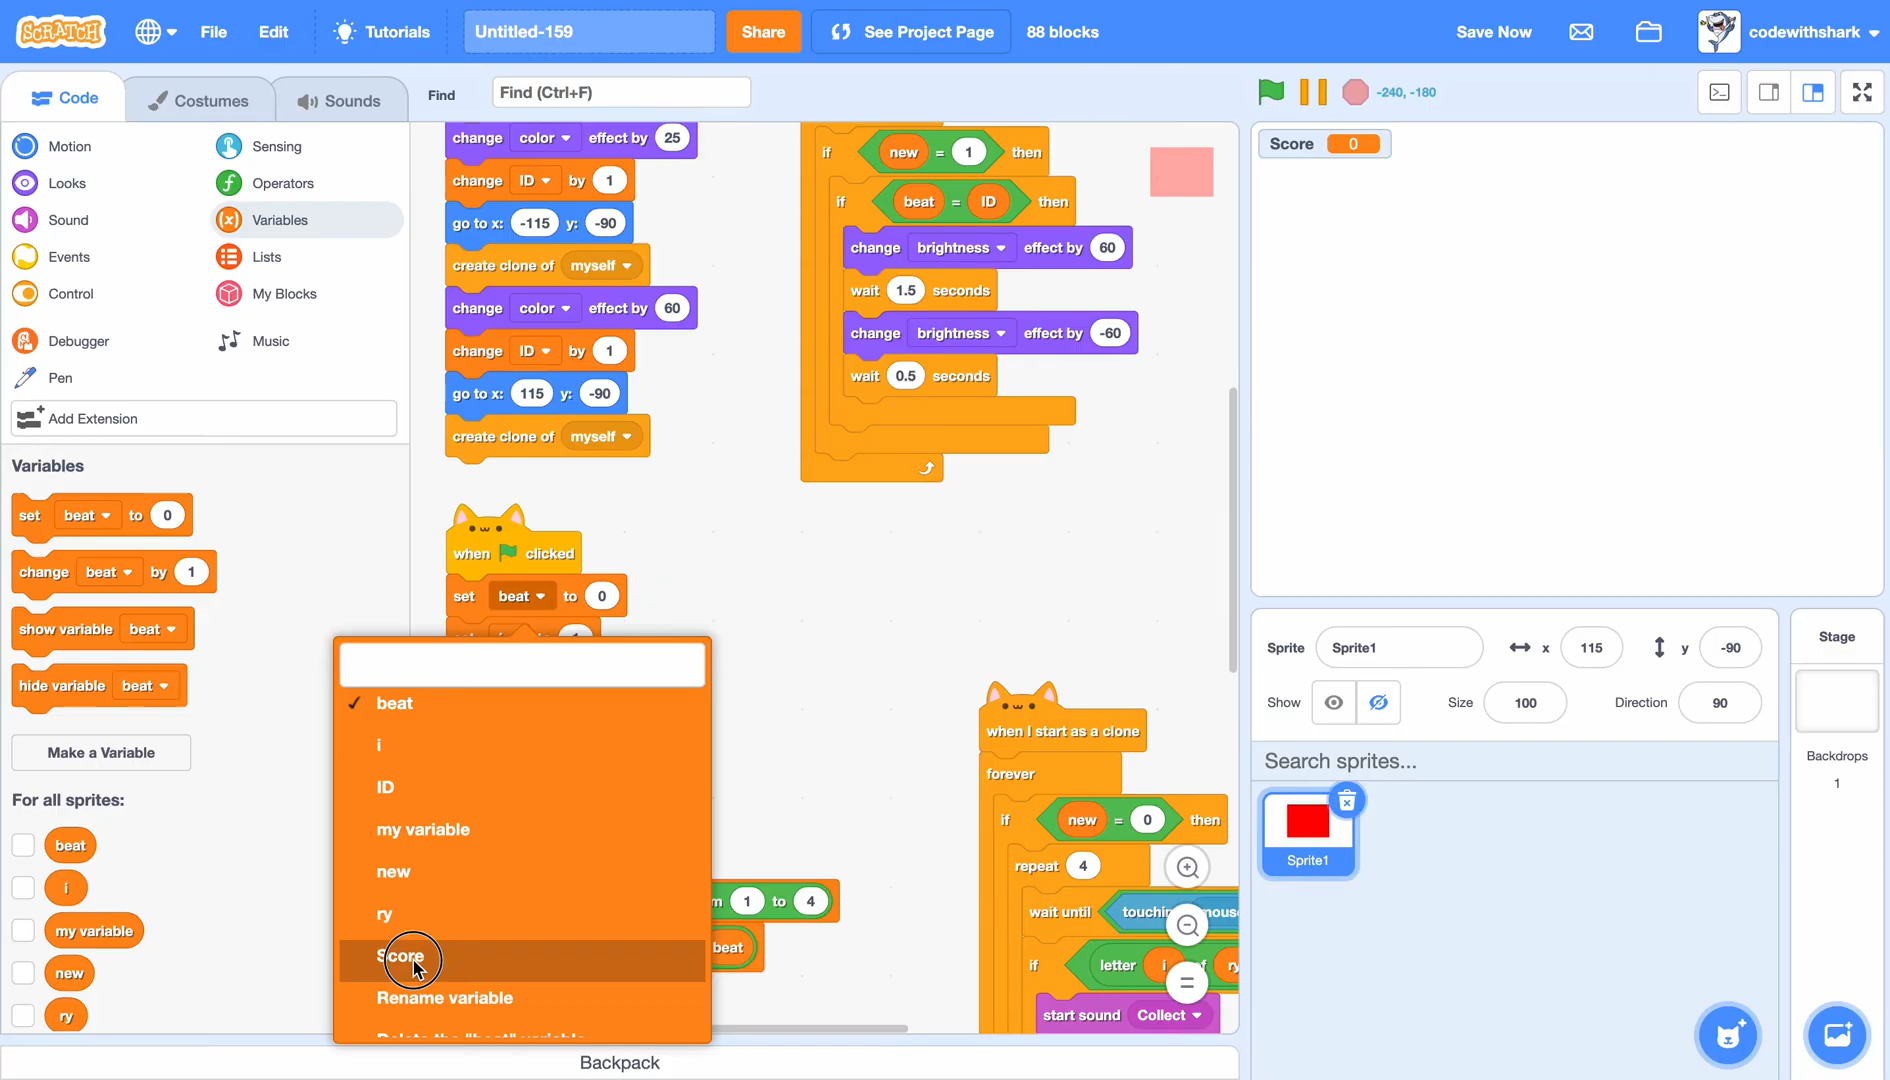 SCRATCH
File
Edit
Tutorials
Untitled-159
Share
See Project Page
88 blocks
Save Now
codewithshark
Code
Costumes
Sounds
Find
Find (Ctrl+F)
-240, -180
Motion
Looks
Sound
Events
Control
Debugger
Pen
Sensing
Operators
Variables
Lists
My Blocks
Music
Add Extension
Variables
set beat to 0
change beat by 1
show variable beat
hide variable beat
Make a Variable
For all sprites:
beat
i
my variable
new
ry
change color effect by 25
change ID by 1
go to x: -115 y: -90
create clone of myself
change color effect by 60
change ID by 1
go to x: 115 y: -90
create clone of myself
when clicked
set beat to 0
beat
i
ID
my variable
new
ry
Score
Rename variable
Delete the "beat" variable
1 to 4
beat
if new = 1 then
if beat = ID then
change brightness effect by 60
wait 1.5 seconds
change brightness effect by -60
wait 0.5 seconds
when I start as a clone
forever
if new = 0 then
repeat 4
wait until
if letter i
start sound Collect
Backpack
Score 0
Sprite Sprite1 x 115 y -90
Show Size 100 Direction 90
Search sprites...
Sprite1
Stage
Backdrops
1